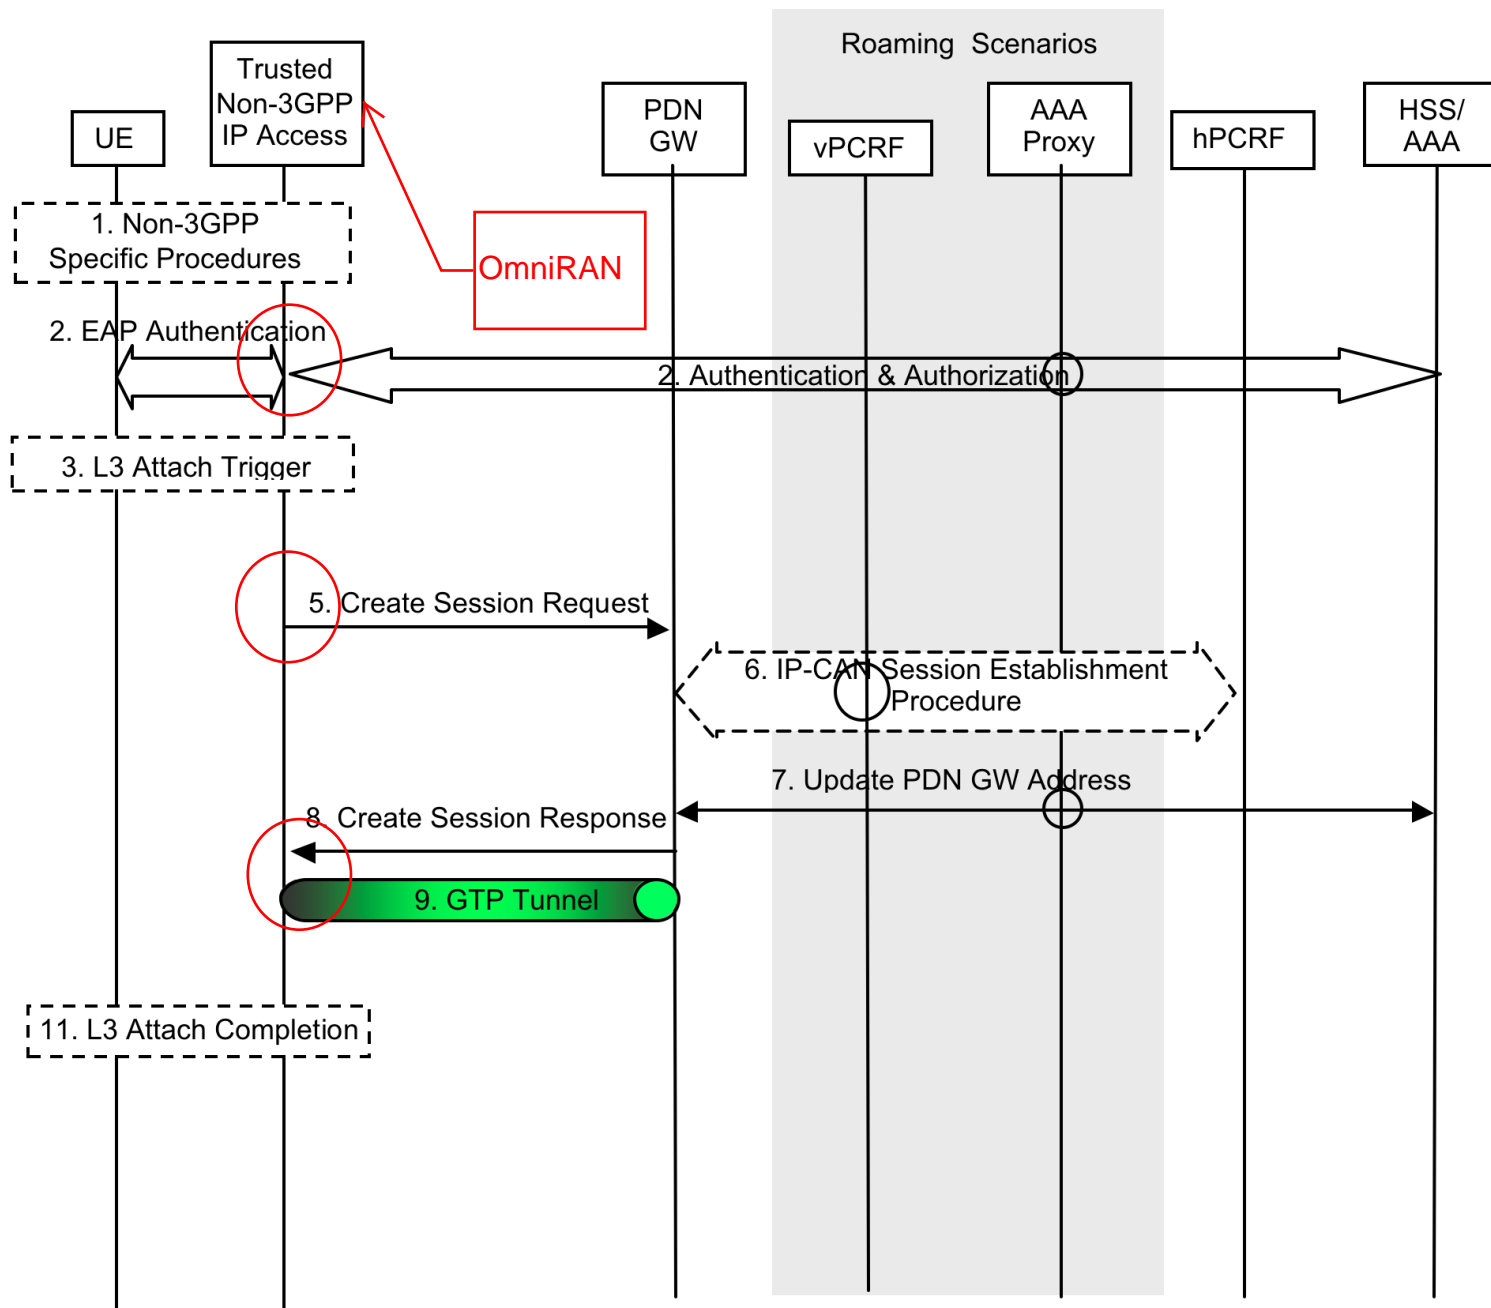 Roaming Scenarios
Trusted
Non-3GPP
IP Access
UE
PDN
GW
vPCRF
AAA
Proxy
hPCRF
HSS/
AAA
1. Non-3GPP
Specific Procedures
OmniRAN
2. EAP Authentication
2. Authentication & Authorization
3. L3 Attach Trigger
5. Create Session Request
6. IP-CAN Session Establishment
Procedure
7. Update PDN GW Address
8. Create Session Response
9. GTP Tunnel
11. L3 Attach Completion